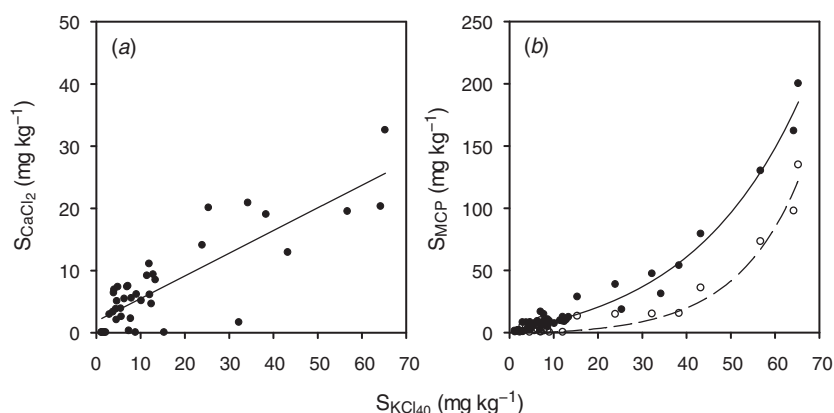 (a)
50
40
30
20
10
0
S_CaCl₂ (mg kg⁻¹)
0 10 20 30 40 50 60 70
(b)
250
200
150
100
50
0
S_MCP (mg kg⁻¹)
0 10 20 30 40 50 60 70
S_KCl₄₀ (mg kg⁻¹)